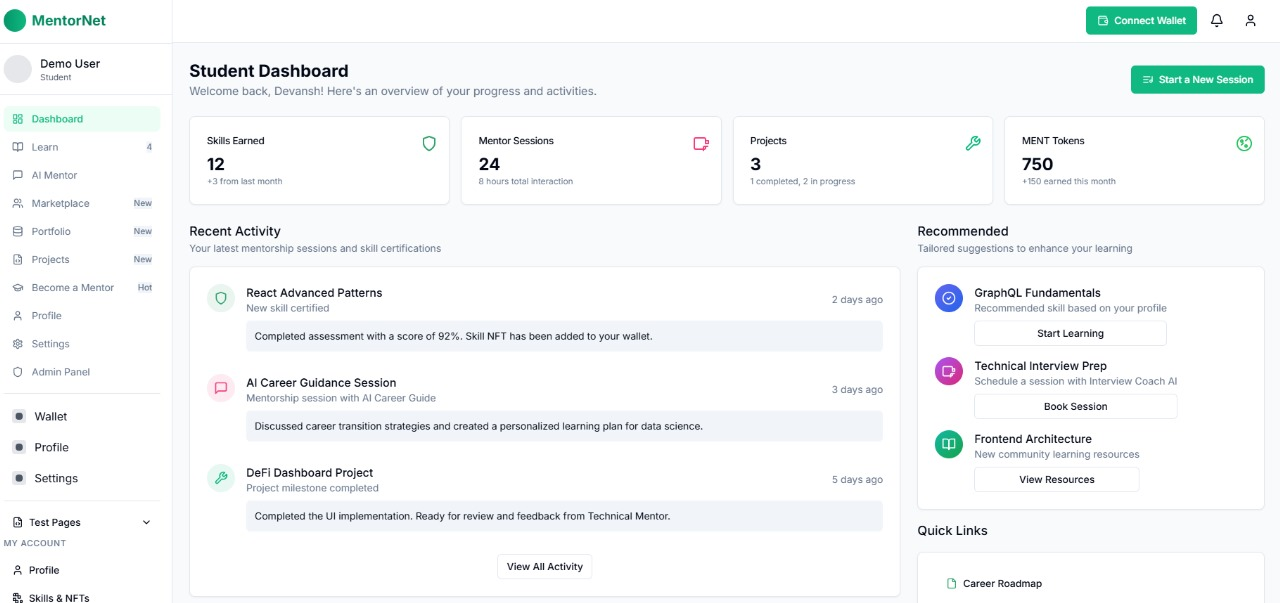 MentorNet
Demo User
Student
Dashboard
Learn 4
AI Mentor
Marketplace New
Portfolio New
Projects New
Become a Mentor Hot
Profile
Settings
Admin Panel
Wallet
Profile
Settings
Test Pages
MY ACCOUNT
Profile
Skills & NFTs
Connect Wallet
Student Dashboard
Welcome back, Devansh! Here's an overview of your progress and activities.
Start a New Session
Skills Earned
12
+3 from last month
Mentor Sessions
24
8 hours total interaction
Projects
3
1 completed, 2 in progress
MENT Tokens
750
+150 earned this month
Recent Activity
Your latest mentorship sessions and skill certifications
React Advanced Patterns
New skill certified
2 days ago
Completed assessment with a score of 92%. Skill NFT has been added to your wallet.
AI Career Guidance Session
Mentorship session with AI Career Guide
3 days ago
Discussed career transition strategies and created a personalized learning plan for data science.
DeFi Dashboard Project
Project milestone completed
5 days ago
Completed the UI implementation. Ready for review and feedback from Technical Mentor.
View All Activity
Recommended
Tailored suggestions to enhance your learning
GraphQL Fundamentals
Recommended skill based on your profile
Start Learning
Technical Interview Prep
Schedule a session with Interview Coach AI
Book Session
Frontend Architecture
New community learning resources
View Resources
Quick Links
Career Roadmap